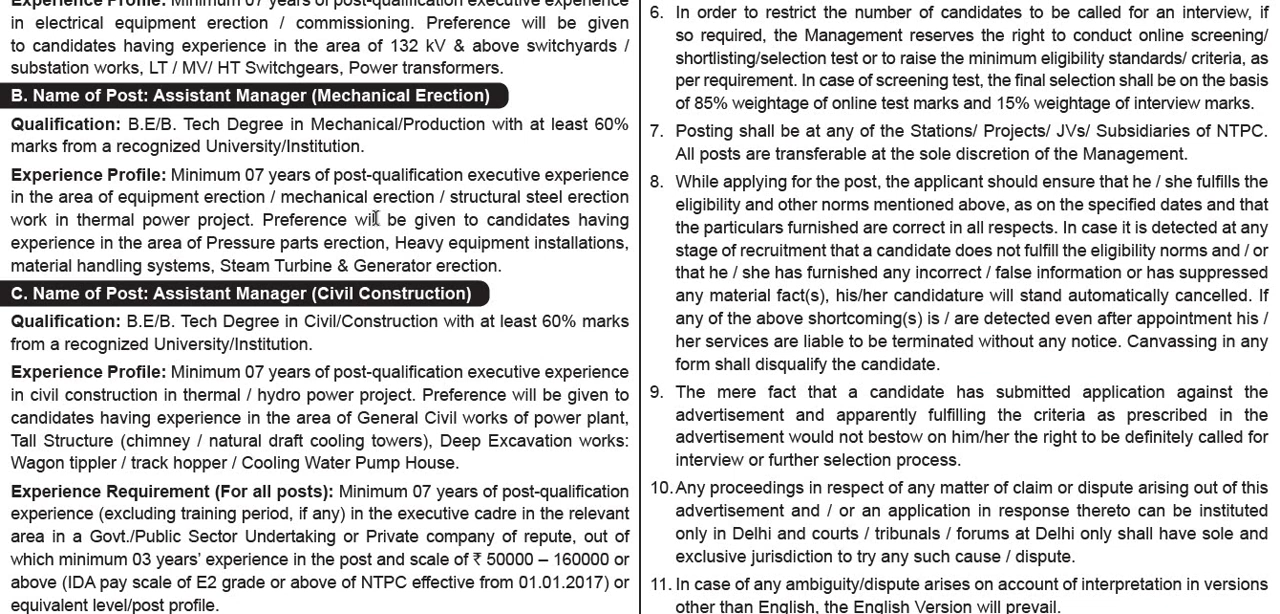 Experience Profile: Minimum 07 years of post-qualification executive experience
in electrical equipment erection / commissioning. Preference will be given
to candidates having experience in the area of 132 kV & above switchyards /
substation works, LT / MV/ HT Switchgears, Power transformers.
B. Name of Post: Assistant Manager (Mechanical Erection)
Qualification: B.E/B. Tech Degree in Mechanical/Production with at least 60%
marks from a recognized University/Institution.
Experience Profile: Minimum 07 years of post-qualification executive experience
in the area of equipment erection / mechanical erection / structural steel erection
work in thermal power project. Preference will be given to candidates having
experience in the area of Pressure parts erection, Heavy equipment installations,
material handling systems, Steam Turbine & Generator erection.
C. Name of Post: Assistant Manager (Civil Construction)
Qualification: B.E/B. Tech Degree in Civil/Construction with at least 60% marks
from a recognized University/Institution.
Experience Profile: Minimum 07 years of post-qualification executive experience
in civil construction in thermal / hydro power project. Preference will be given to
candidates having experience in the area of General Civil works of power plant,
Tall Structure (chimney / natural draft cooling towers), Deep Excavation works:
Wagon tippler / track hopper / Cooling Water Pump House.
Experience Requirement (For all posts): Minimum 07 years of post-qualification
experience (excluding training period, if any) in the executive cadre in the relevant
area in a Govt./Public Sector Undertaking or Private company of repute, out of
which minimum 03 years' experience in the post and scale of ₹ 50000 – 160000 or
above (IDA pay scale of E2 grade or above of NTPC effective from 01.01.2017) or
equivalent level/post profile.
6. In order to restrict the number of candidates to be called for an interview, if
so required, the Management reserves the right to conduct online screening/
shortlisting/selection test or to raise the minimum eligibility standards/ criteria, as
per requirement. In case of screening test, the final selection shall be on the basis
of 85% weightage of online test marks and 15% weightage of interview marks.
7. Posting shall be at any of the Stations/ Projects/ JVs/ Subsidiaries of NTPC.
All posts are transferable at the sole discretion of the Management.
8. While applying for the post, the applicant should ensure that he / she fulfills the
eligibility and other norms mentioned above, as on the specified dates and that
the particulars furnished are correct in all respects. In case it is detected at any
stage of recruitment that a candidate does not fulfill the eligibility norms and / or
that he / she has furnished any incorrect / false information or has suppressed
any material fact(s), his/her candidature will stand automatically cancelled. If
any of the above shortcoming(s) is / are detected even after appointment his /
her services are liable to be terminated without any notice. Canvassing in any
form shall disqualify the candidate.
9. The mere fact that a candidate has submitted application against the
advertisement and apparently fulfilling the criteria as prescribed in the
advertisement would not bestow on him/her the right to be definitely called for
interview or further selection process.
10. Any proceedings in respect of any matter of claim or dispute arising out of this
advertisement and / or an application in response thereto can be instituted
only in Delhi and courts / tribunals / forums at Delhi only shall have sole and
exclusive jurisdiction to try any such cause / dispute.
11. In case of any ambiguity/dispute arises on account of interpretation in versions
other than English, the English Version will prevail.